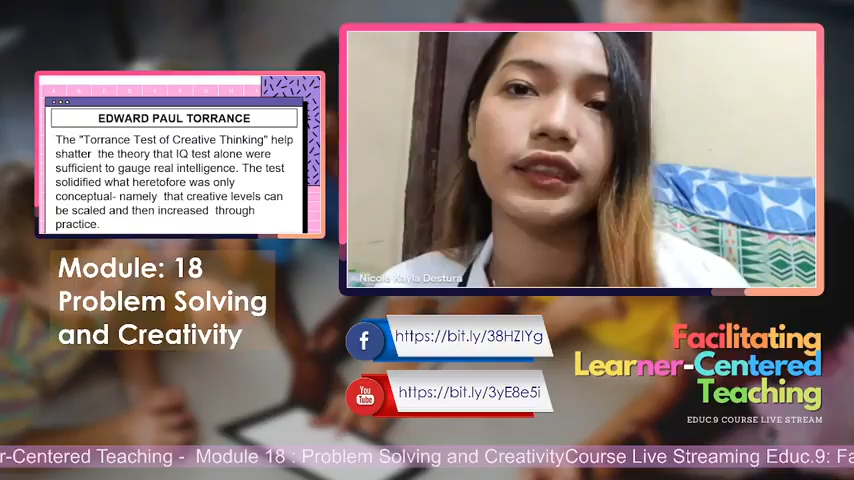 EDWARD PAUL TORRANCE
The "Torrance Test of Creative Thinking" help
shatter the theory that IQ test alone were
sufficient to gauge real intelligence. The test
solidified what heretofore was only
conceptual- namely that creative levels can
be scaled and then increased through
practice.
Module: 18
Problem Solving
and Creativity
Nicole Kayla Destura
https://bit.ly/38HZlYg
You
Tube
https://bit.ly/3yE8e5i
Facilitating
Learner-Centered
Teaching
EDUC.9 COURSE LIVE STREAM
r-Centered Teaching - Module 18 : Problem Solving and CreativityCourse Live Streaming Educ.9: Fa